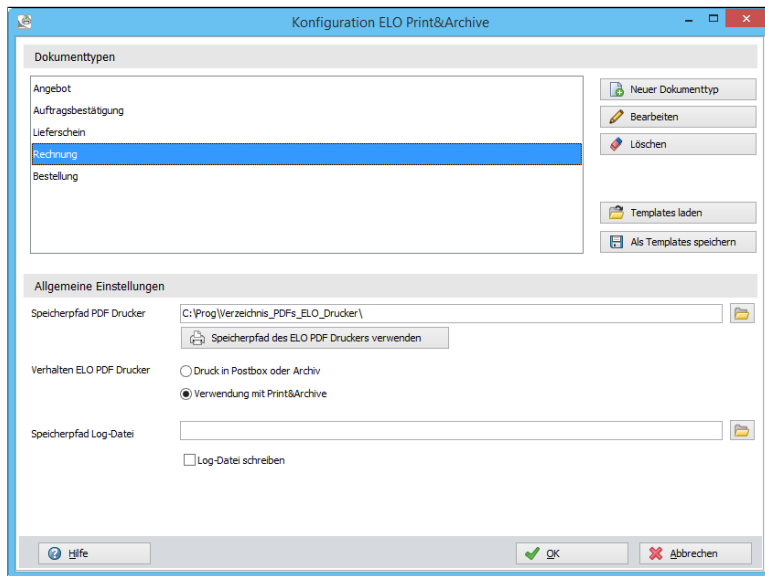 Konfiguration ELO Print&Archive
Dokumenttypen
Angebot
Auftragsbestätigung
Lieferschein
Rechnung
Bestellung
Neuer Dokumenttyp
Bearbeiten
Löschen
Templates laden
Als Templates speichern
Allgemeine Einstellungen
Speicherpfad PDF Drucker
C:\Prog\Verzeichnis_PDFs_ELO_Drucker\
Speicherpfad des ELO PDF Druckers verwenden
Verhalten ELO PDF Drucker
Druck in Postbox oder Archiv
Verwendung mit Print&Archive
Speicherpfad Log-Datei
Log-Datei schreiben
Hilfe
OK
Abbrechen